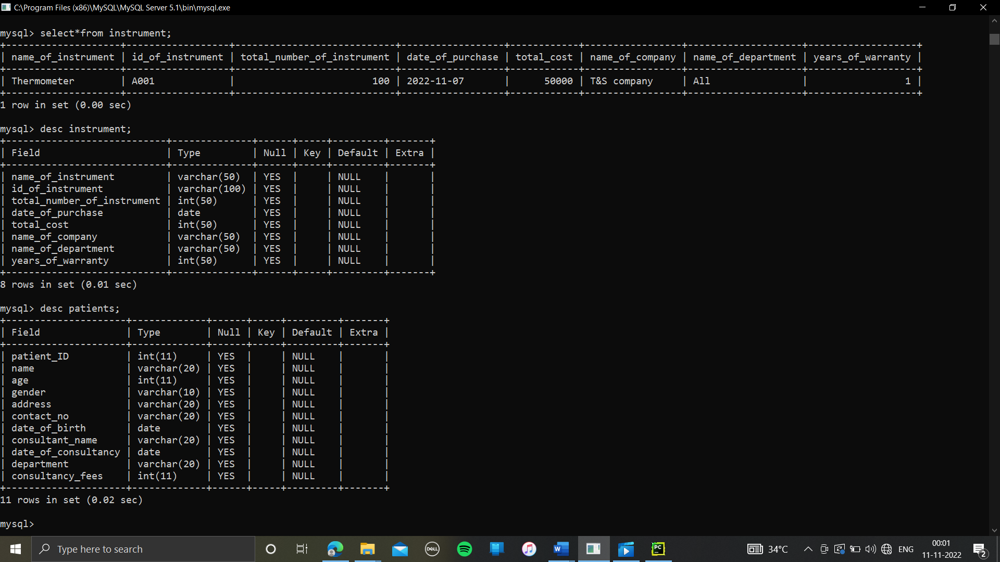 C:\Program Files (x86)\MySQL\MySQL Server 5.1\bin\mysql.exe
mysql> select*from instrument;
+---------------------+-------------------+-----------------------------+------------------+------------+-----------------+--------------------+-------------------+
| name_of_instrument | id_of_instrument | total_number_of_instrument | date_of_purchase | total_cost | name_of_company | name_of_department | years_of_warranty |
+---------------------+-------------------+-----------------------------+------------------+------------+-----------------+--------------------+-------------------+
| Thermometer | A001 | 100 | 2022-11-07 | 50000 | T&S company | All | 1 |
+---------------------+-------------------+-----------------------------+------------------+------------+-----------------+--------------------+-------------------+
1 row in set (0.00 sec)
mysql> desc instrument;
+----------------------------+--------------+------+-----+---------+-------+
| Field | Type | Null | Key | Default | Extra |
+----------------------------+--------------+------+-----+---------+-------+
| name_of_instrument | varchar(50) | YES | | NULL | |
| id_of_instrument | varchar(100) | YES | | NULL | |
| total_number_of_instrument | int(50) | YES | | NULL | |
| date_of_purchase | date | YES | | NULL | |
| total_cost | int(50) | YES | | NULL | |
| name_of_company | varchar(50) | YES | | NULL | |
| name_of_department | varchar(50) | YES | | NULL | |
| years_of_warranty | int(50) | YES | | NULL | |
+----------------------------+--------------+------+-----+---------+-------+
8 rows in set (0.01 sec)
mysql> desc patients;
+---------------------+-------------+------+-----+---------+-------+
| Field | Type | Null | Key | Default | Extra |
+---------------------+-------------+------+-----+---------+-------+
| patient_ID | int(11) | YES | | NULL | |
| name | varchar(20) | YES | | NULL | |
| age | int(11) | YES | | NULL | |
| gender | varchar(10) | YES | | NULL | |
| address | varchar(20) | YES | | NULL | |
| contact_no | varchar(20) | YES | | NULL | |
| date_of_birth | date | YES | | NULL | |
| consultant_name | varchar(20) | YES | | NULL | |
| date_of_consultancy | date | YES | | NULL | |
| department | varchar(20) | YES | | NULL | |
| consultancy_fees | int(11) | YES | | NULL | |
+---------------------+-------------+------+-----+---------+-------+
11 rows in set (0.02 sec)
mysql>
Type here to search
DELL
W
PC
34°C
ENG
00:01
11-11-2022
2